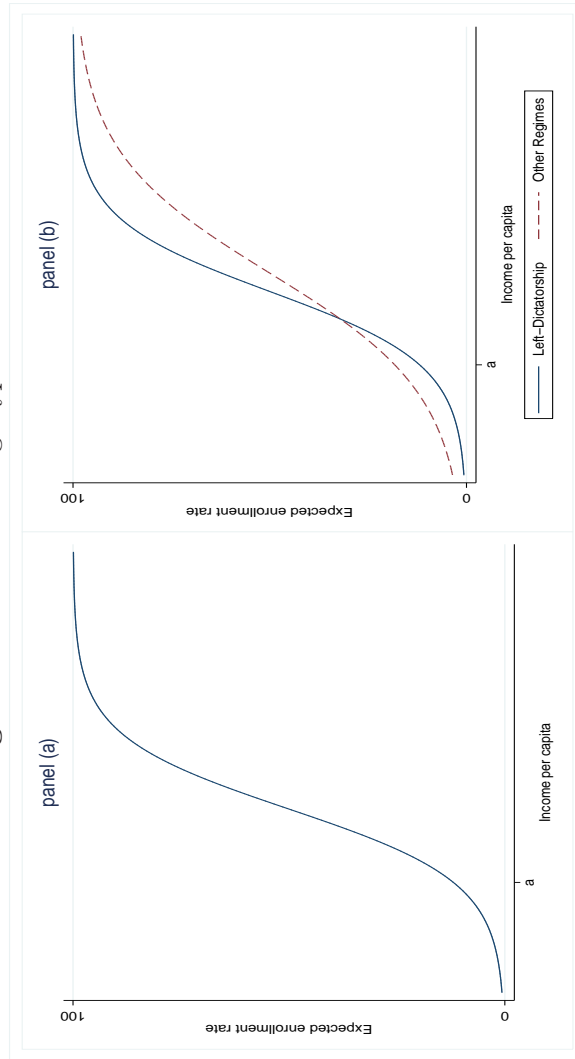 panel (a)
100
0
Expected enrollment rate
a
Income per capita
panel (b)
100
0
Expected enrollment rate
a
Income per capita
Left-Dictatorship
Other Regimes